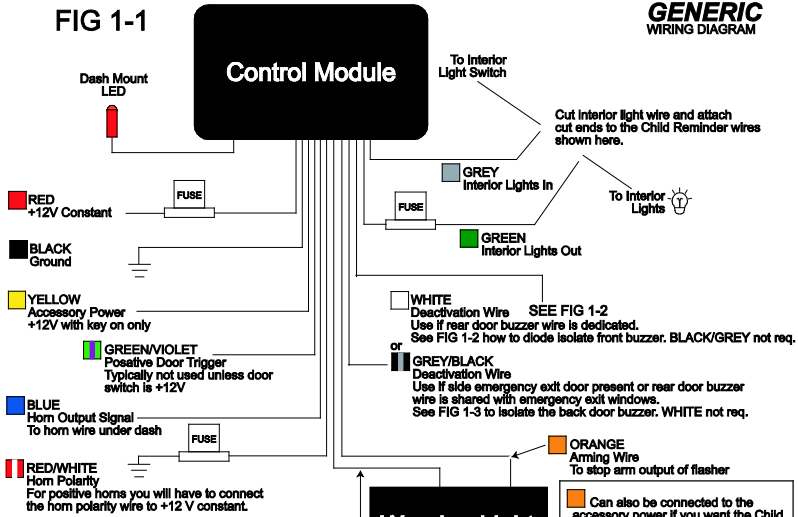 FIG 1-1
GENERIC
WIRING DIAGRAM
Control Module
To Interior
Light Switch
Dash Mount
LED
Cut interior light wire and attach
cut ends to the Child Reminder wires
shown here.
GREY
Interior Lights In
FUSE
RED
+12V Constant
FUSE
To Interior
Lights
GREEN
Interior Lights Out
BLACK
Ground
YELLOW
Accessory Power
+12V with key on only
WHITE
Deactivation Wire SEE FIG 1-2
Use if rear door buzzer wire is dedicated.
See FIG 1-2 how to diode isolate front buzzer. BLACK/GREY not req.
or
GREY/BLACK
Deactivation Wire
Use if side emergency exit door present or rear door buzzer
wire is shared with emergency exit windows.
See FIG 1-3 to isolate the back door buzzer. WHITE not req.
GREEN/VIOLET
Posative Door Trigger
Typically not used unless door
switch is +12V
BLUE
Horn Output Signal
To horn wire under dash
FUSE
RED/WHITE
Horn Polarity
For positive horns you will have to connect
the horn polarity wire to +12 V constant.
ORANGE
Arming Wire
To stop arm output of flasher
Can also be connected to the
accessory power if you want the Child